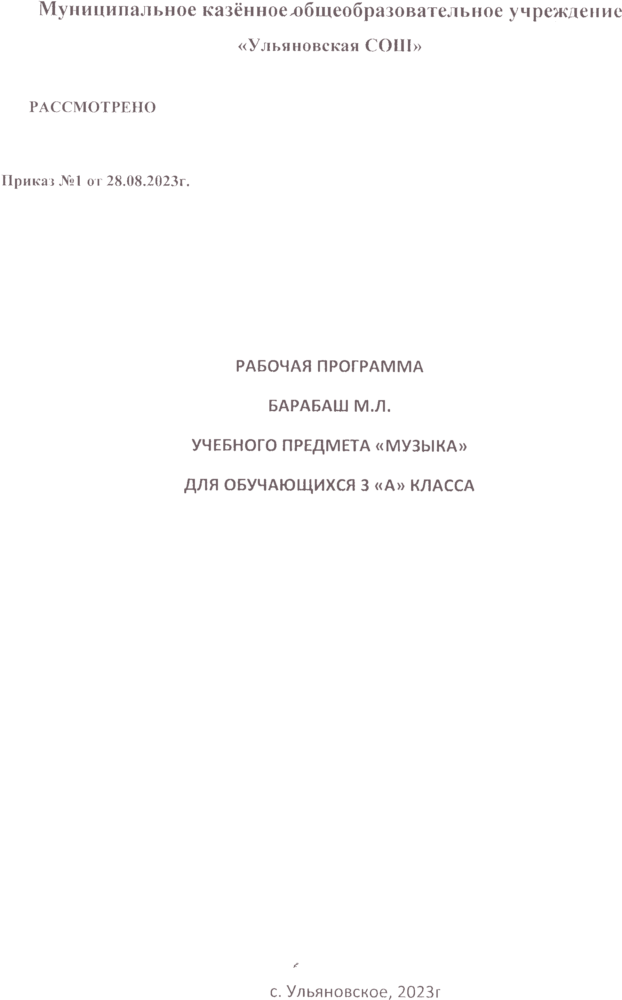 Муниципальное казённое общеобразовательное учреждение
«Ульяновская СОШ»
РАССМОТРЕНО
Приказ №1 от 28.08.2023г.
РАБОЧАЯ ПРОГРАММА
БАРАБАШ М.Л.
УЧЕБНОГО ПРЕДМЕТА «МУЗЫКА»
ДЛЯ ОБУЧАЮЩИХСЯ 3 «А» КЛАССА
с. Ульяновское, 2023г